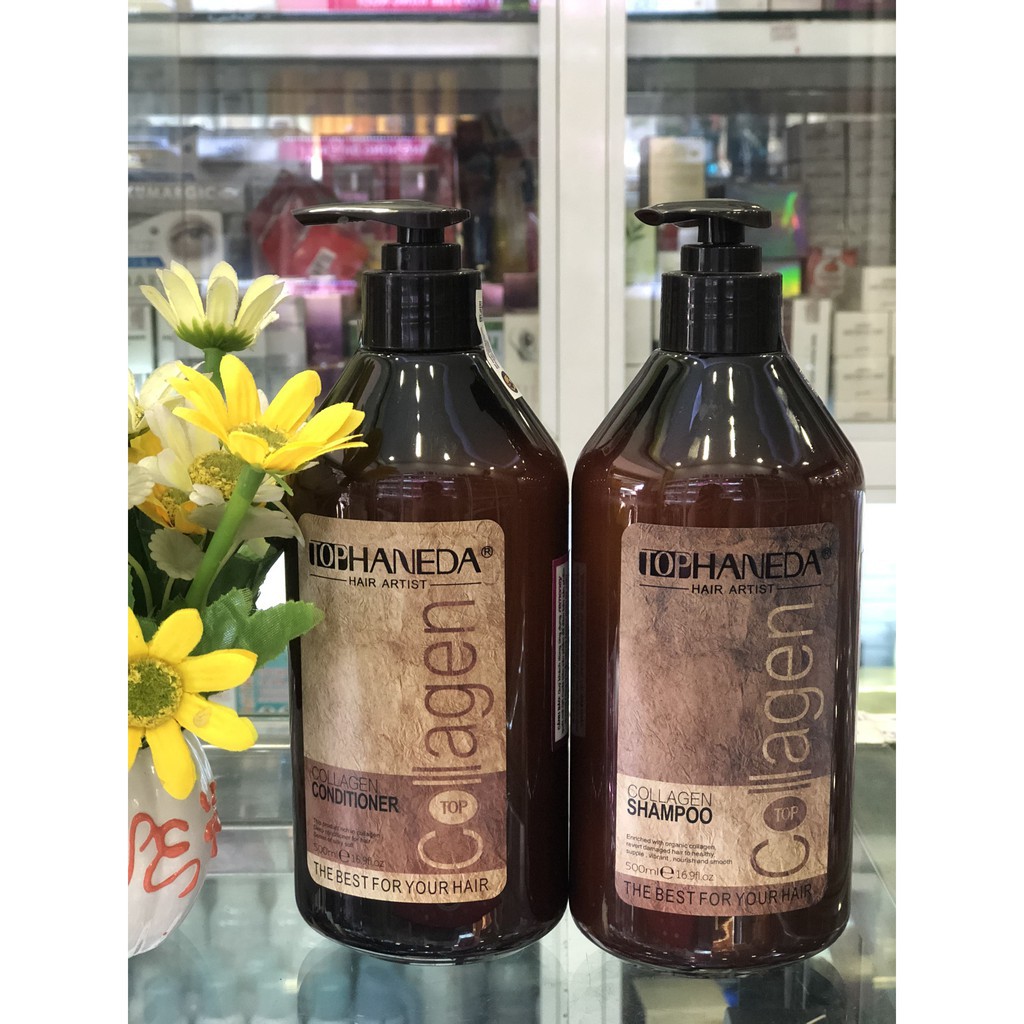 TOPHANEDA®
HAIR ARTIST
Collagen
COLLAGEN
CONDITIONER
TOP
500ml e 16.9fl.oz
THE BEST FOR YOUR HAIR
TOPHANEDA®
HAIR ARTIST
Collagen
COLLAGEN
SHAMPOO
TOP
Enriched with organic collagen,
revert damaged hair to healthy
supple, vibrant, nourish and smooth
500ml e 16.9fl.oz
THE BEST FOR YOUR HAIR